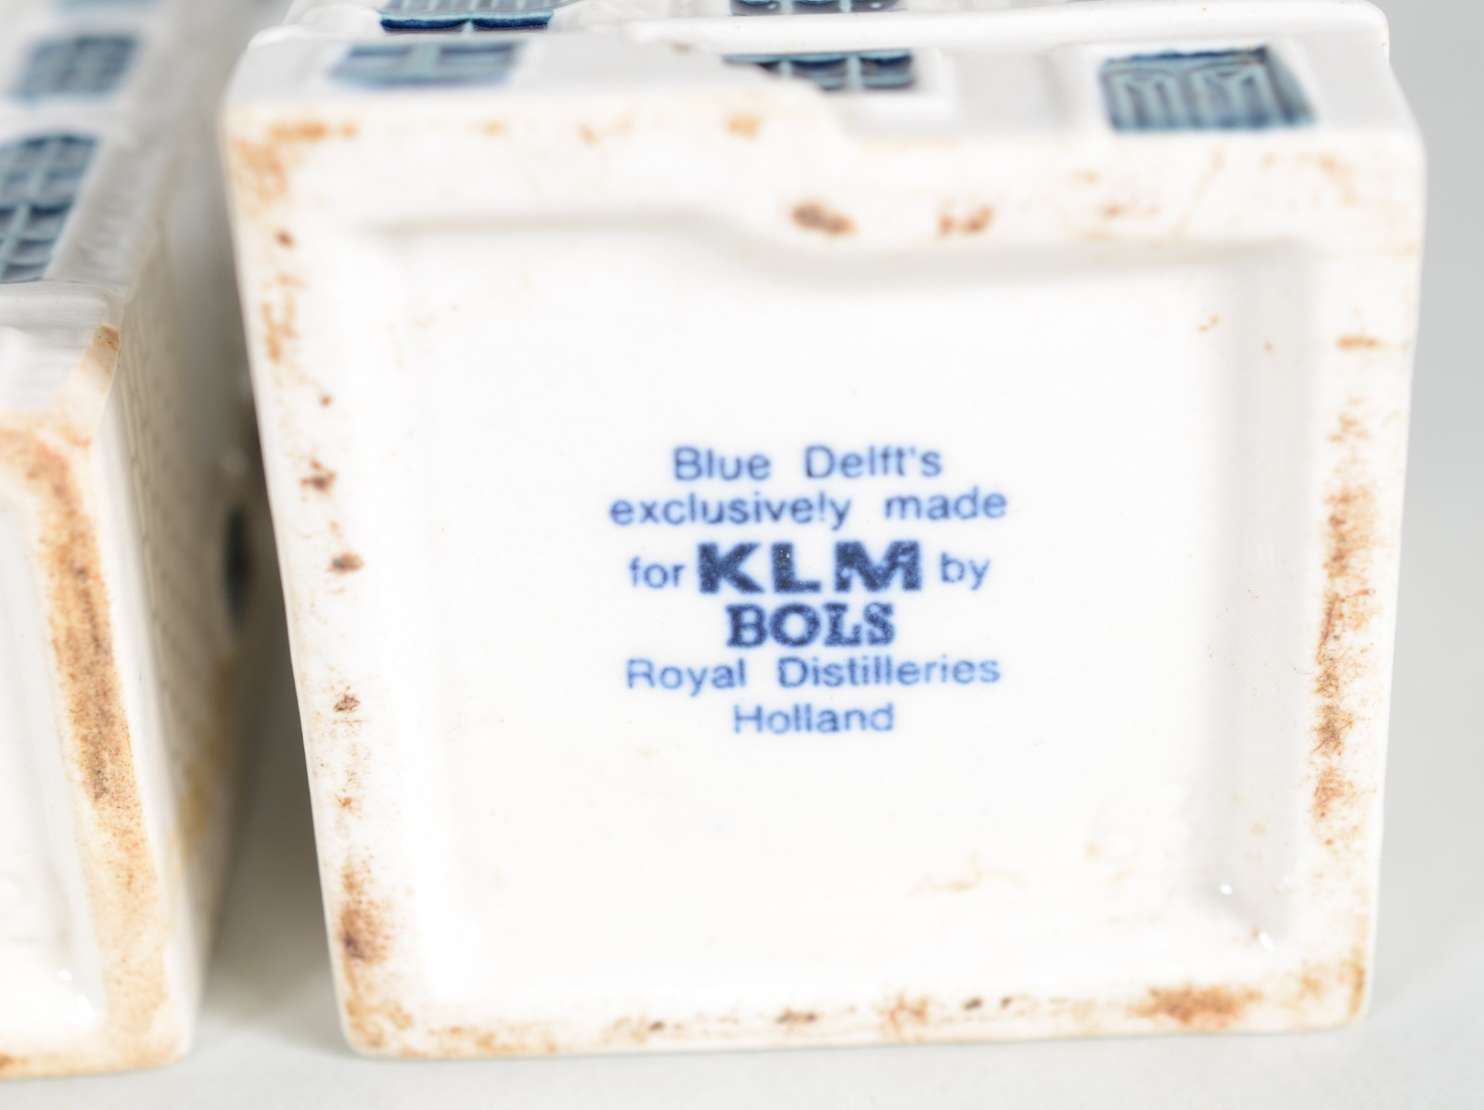 Blue Delft's
exclusively made
for KLM by
BOLS
Royal Distilleries
Holland